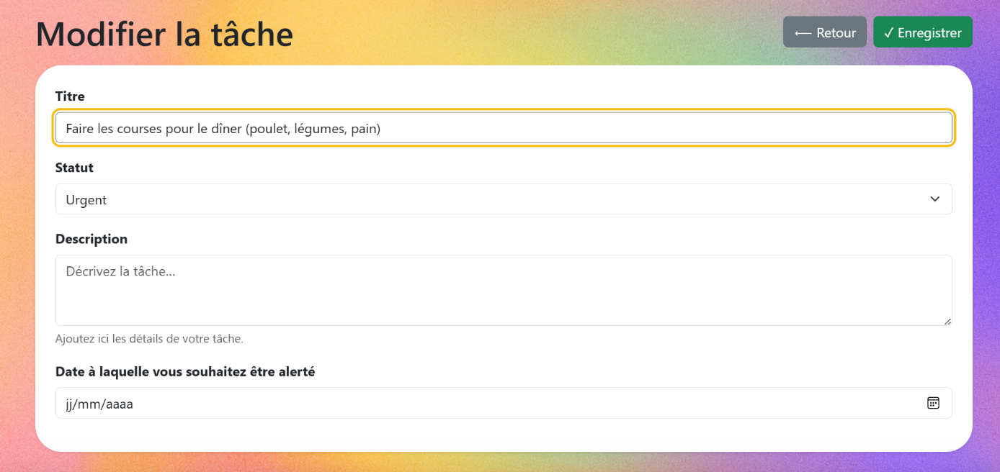 Modifier la tâche
⟵ Retour
✓ Enregistrer
Titre
Faire les courses pour le dîner (poulet, légumes, pain)
Statut
Urgent
Description
Décrivez la tâche...
Ajoutez ici les détails de votre tâche.
Date à laquelle vous souhaitez être alerté
jj/mm/aaaa